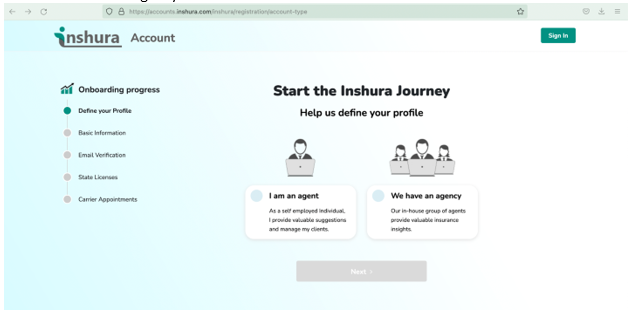 https://accounts.inshura.com/inshura/registration/account-type
inshura Account
Sign In
Onboarding progress
Define your Profile
Basic Information
Email Verification
State Licenses
Carrier Appointments
Start the Inshura Journey
Help us define your profile
I am an agent
As a self employed individual,
I provide valuable suggestions
and manage my clients.
We have an agency
Our in-house group of agents
provide valuable insurance
insights.
Next ›